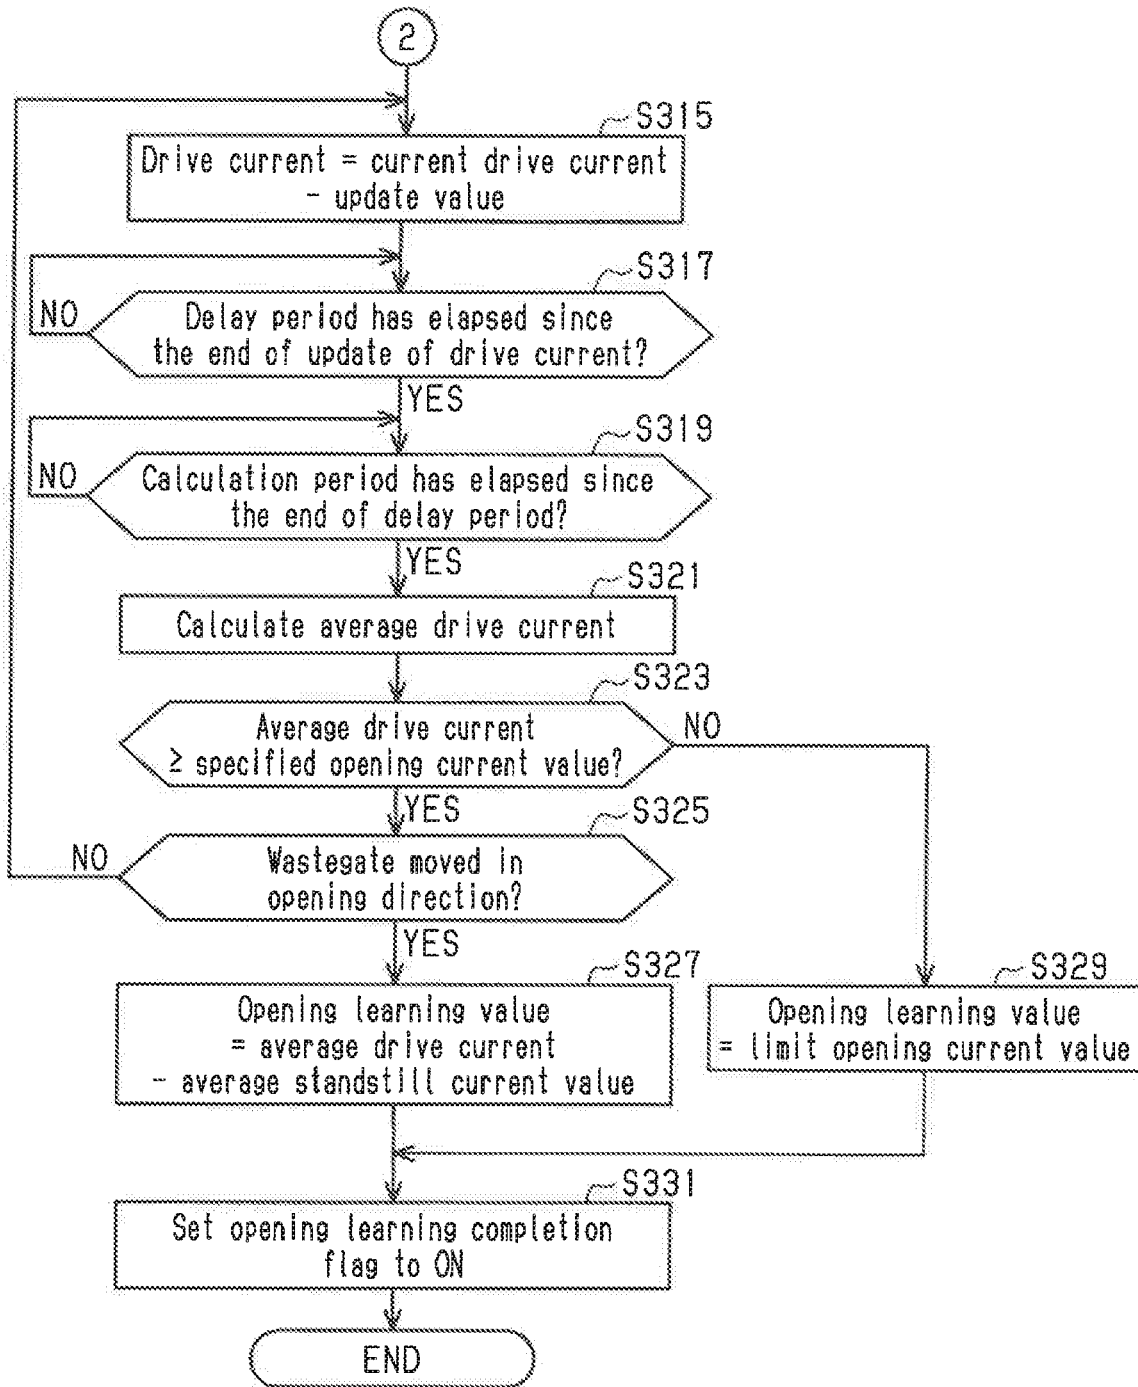 2
S315
Drive current = current drive current
- update value
S317
NO
Delay period has elapsed since
the end of update of drive current?
YES
S319
NO
Calculation period has elapsed since
the end of delay period?
YES
S321
Calculate average drive current
S323
Average drive current
≥ specified opening current value?
NO
YES
S325
NO
Wastegate moved in
opening direction?
YES
S327
Opening learning value
= average drive current
- average standstill current value
S329
Opening learning value
= limit opening current value
S331
Set opening learning completion
flag to ON
END